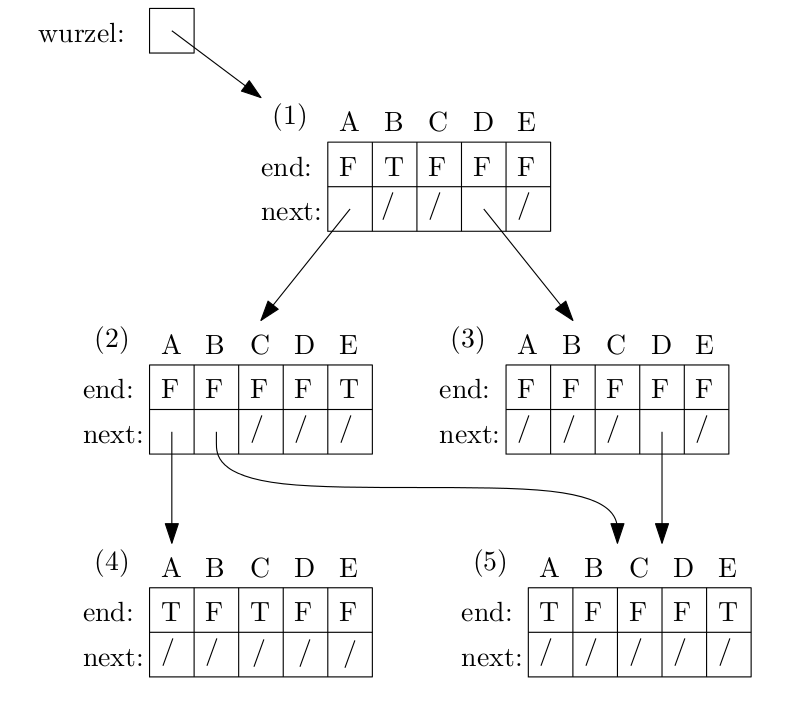 wurzel:
(1) A B C D E
end: F T F F F
next: / / /
(2) A B C D E
end: F F F F T
next: / / /
(3) A B C D E
end: F F F F F
next: / / / /
(4) A B C D E
end: T F T F F
next: / / / / /
(5) A B C D E
end: T F F F T
next: / / / / /